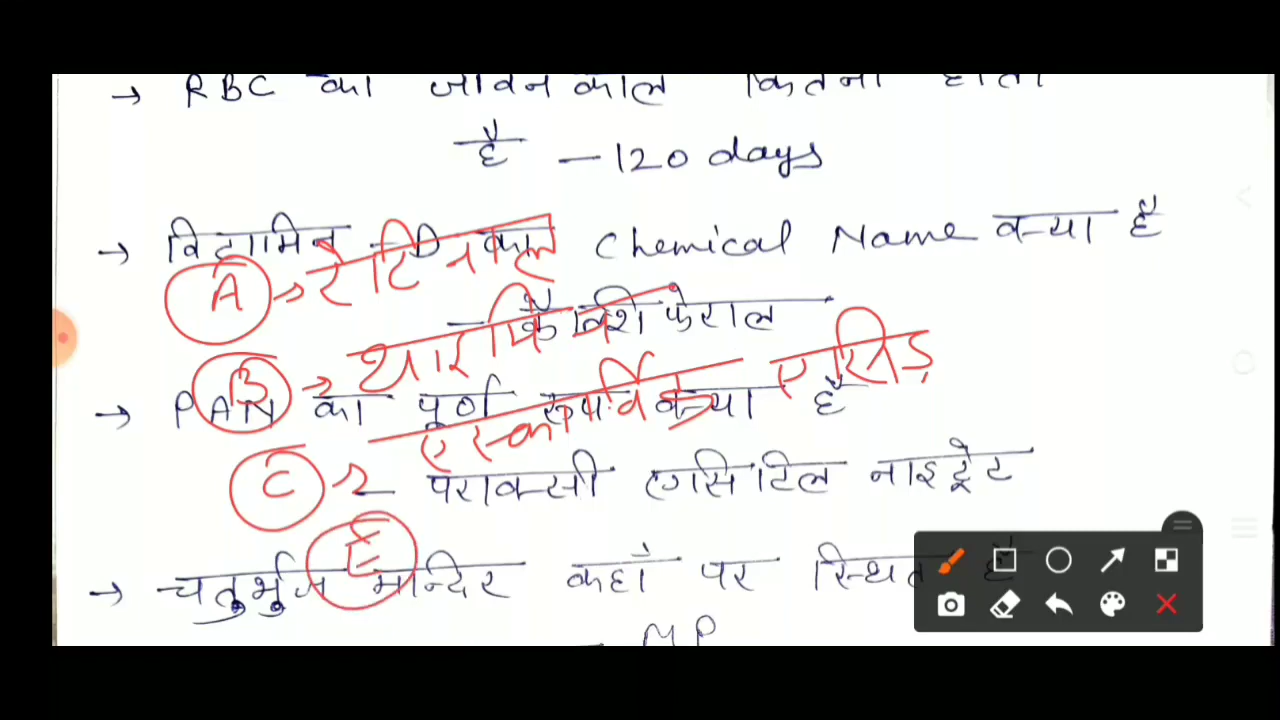 → RBC का जीवन काल कितना होता
है – 120 days
→ विटामिन – D का Chemical Name क्या है
A → रेटिनॉल
– कैल्शिफेराल
B → थायमिन
→ PAN का पूर्ण रूप क्या है
C → एस्कॉर्बिक एसिड
– पराक्सी एसिटिल नाइट्रेट
E
→ चतुर्भुज मन्दिर कहाँ पर स्थित है
– MP